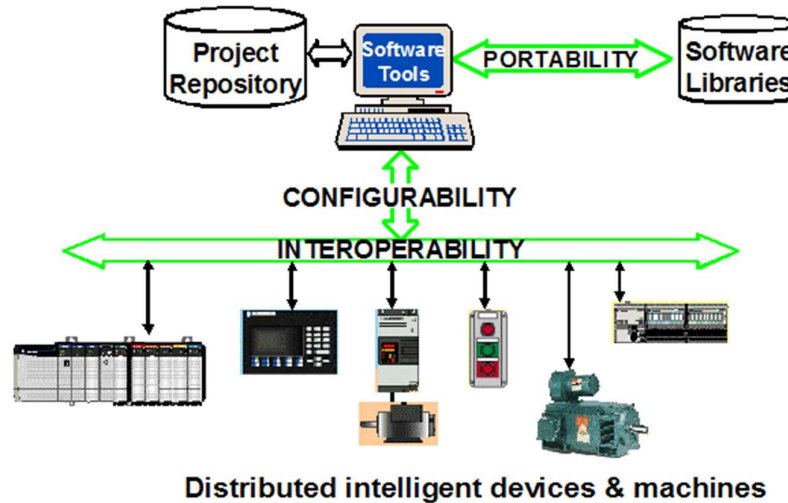 Project
Repository
Software
Tools
PORTABILITY
Software
Libraries
CONFIGURABILITY
INTEROPERABILITY
Distributed intelligent devices & machines